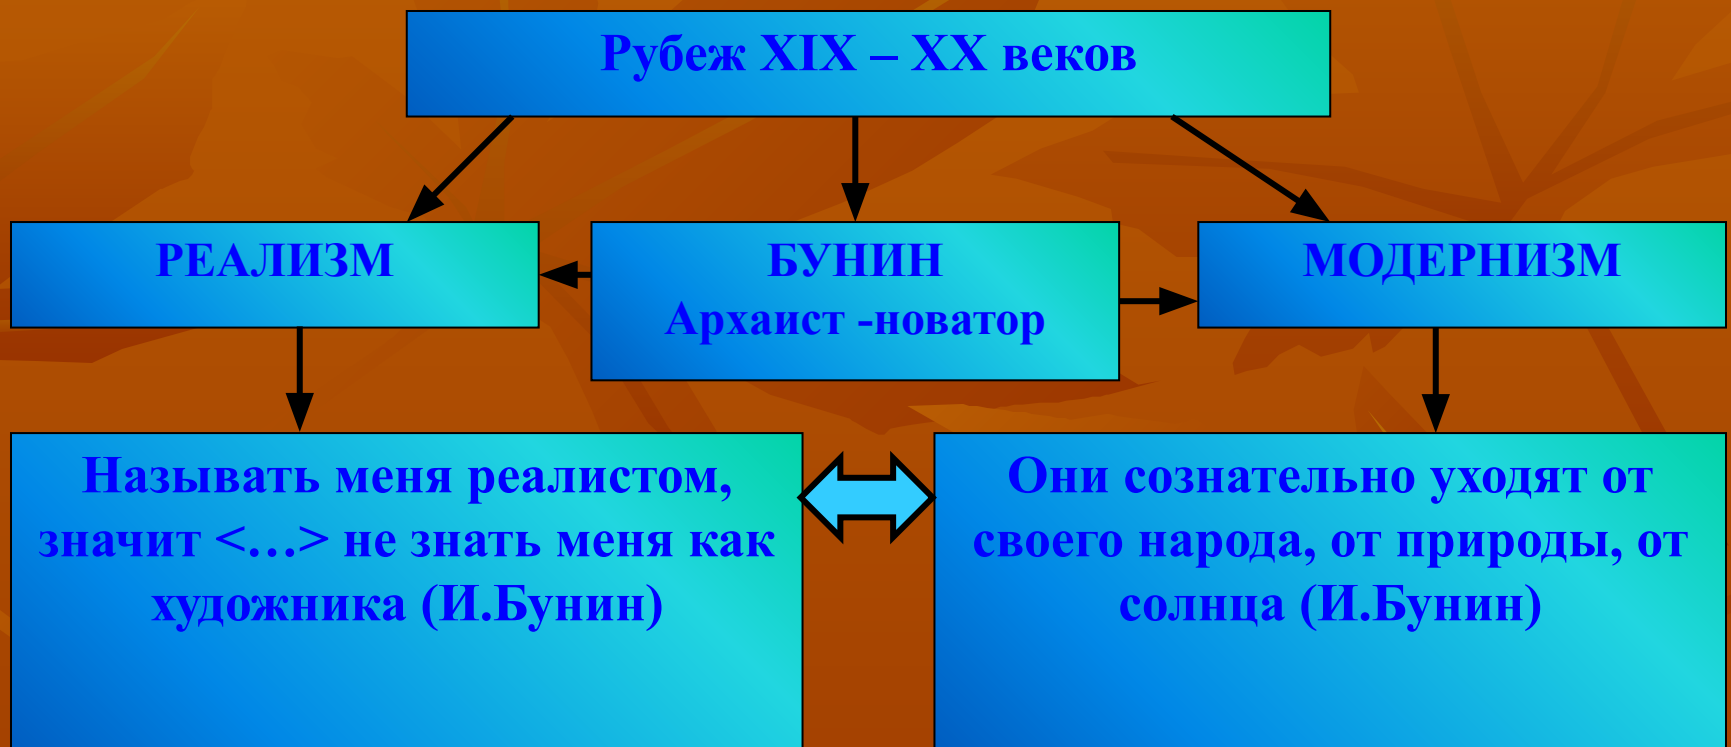 Рубеж XIX – XX веков
РЕАЛИЗМ
БУНИН
Архаист -новатор
МОДЕРНИЗМ
Называть меня реалистом,
значит <…> не знать меня как
художника (И.Бунин)
Они сознательно уходят от
своего народа, от природы, от
солнца (И.Бунин)